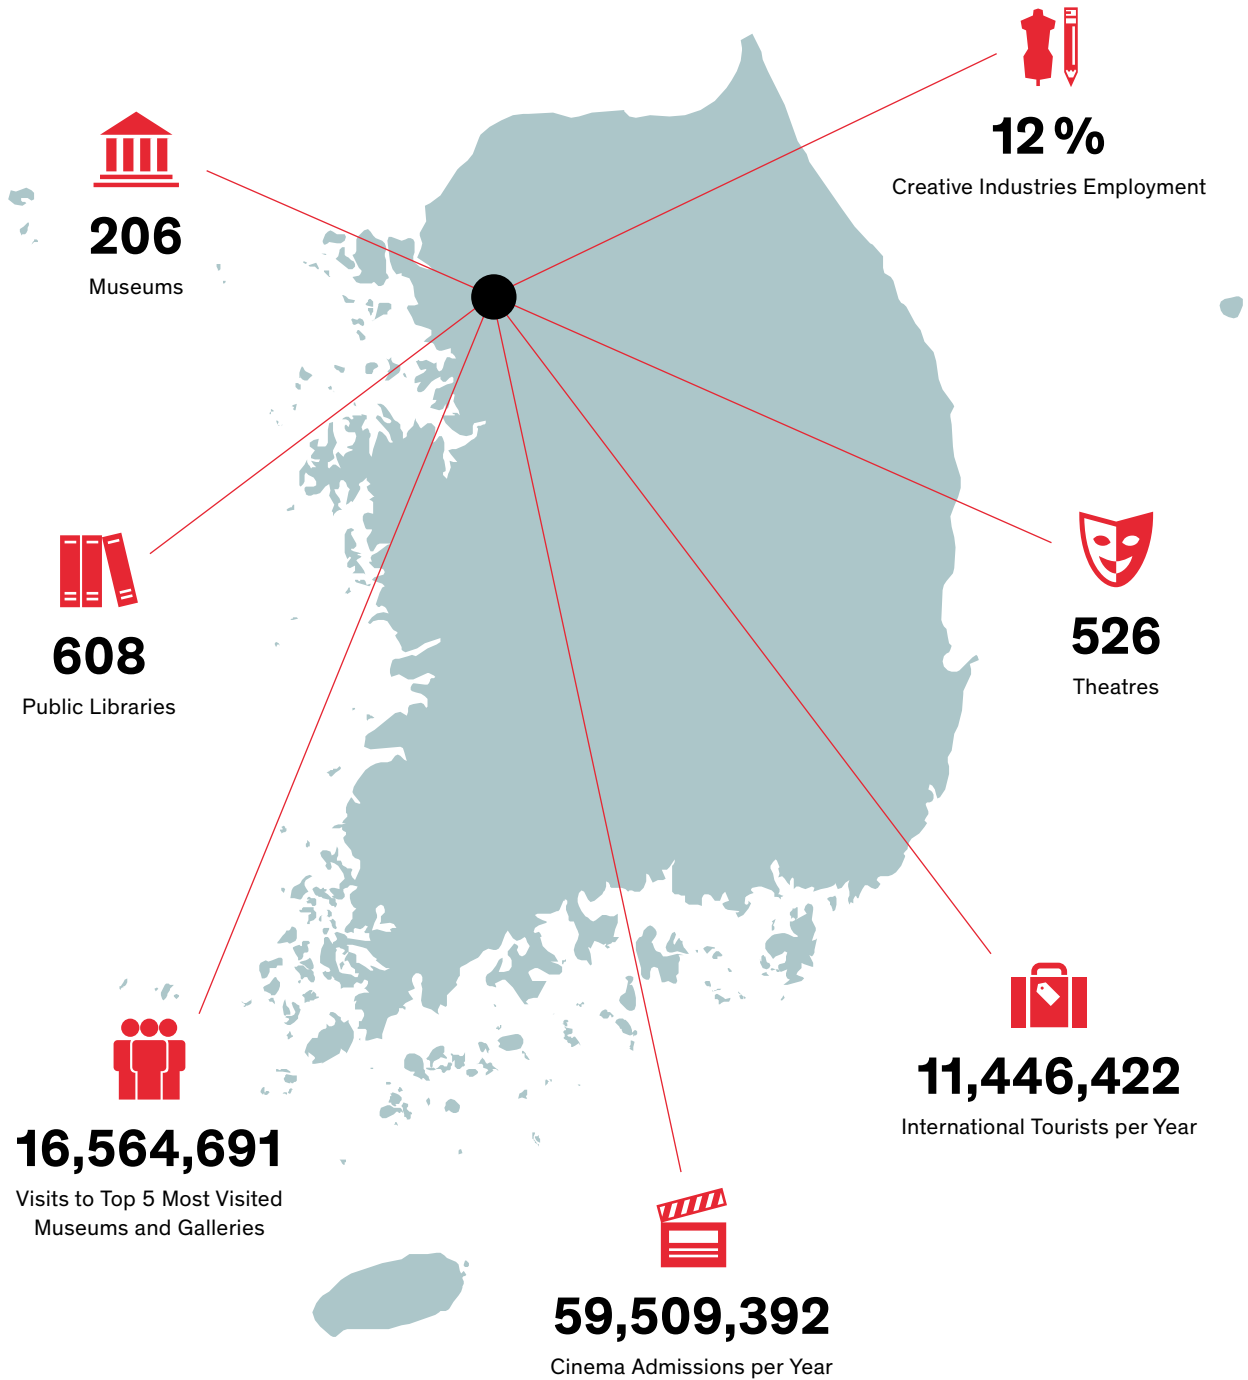 12 %
Creative Industries Employment
206
Museums
526
Theatres
608
Public Libraries
11,446,422
International Tourists per Year
16,564,691
Visits to Top 5 Most Visited
Museums and Galleries
59,509,392
Cinema Admissions per Year